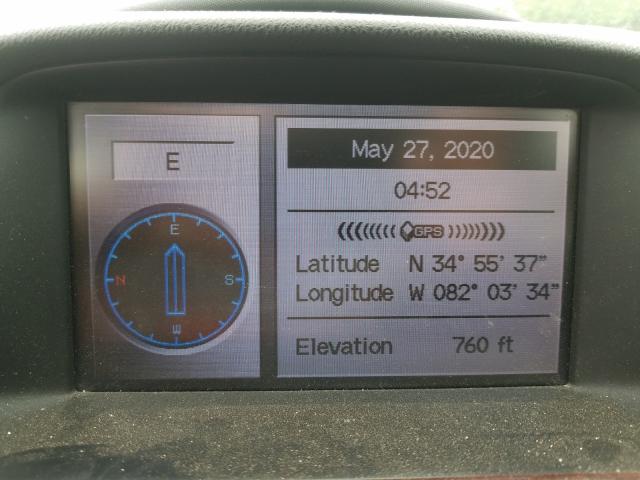 E
E
N S
W
May 27, 2020
04:52
GPS
Latitude N 34° 55' 37"
Longitude W 082° 03' 34"
Elevation 760 ft